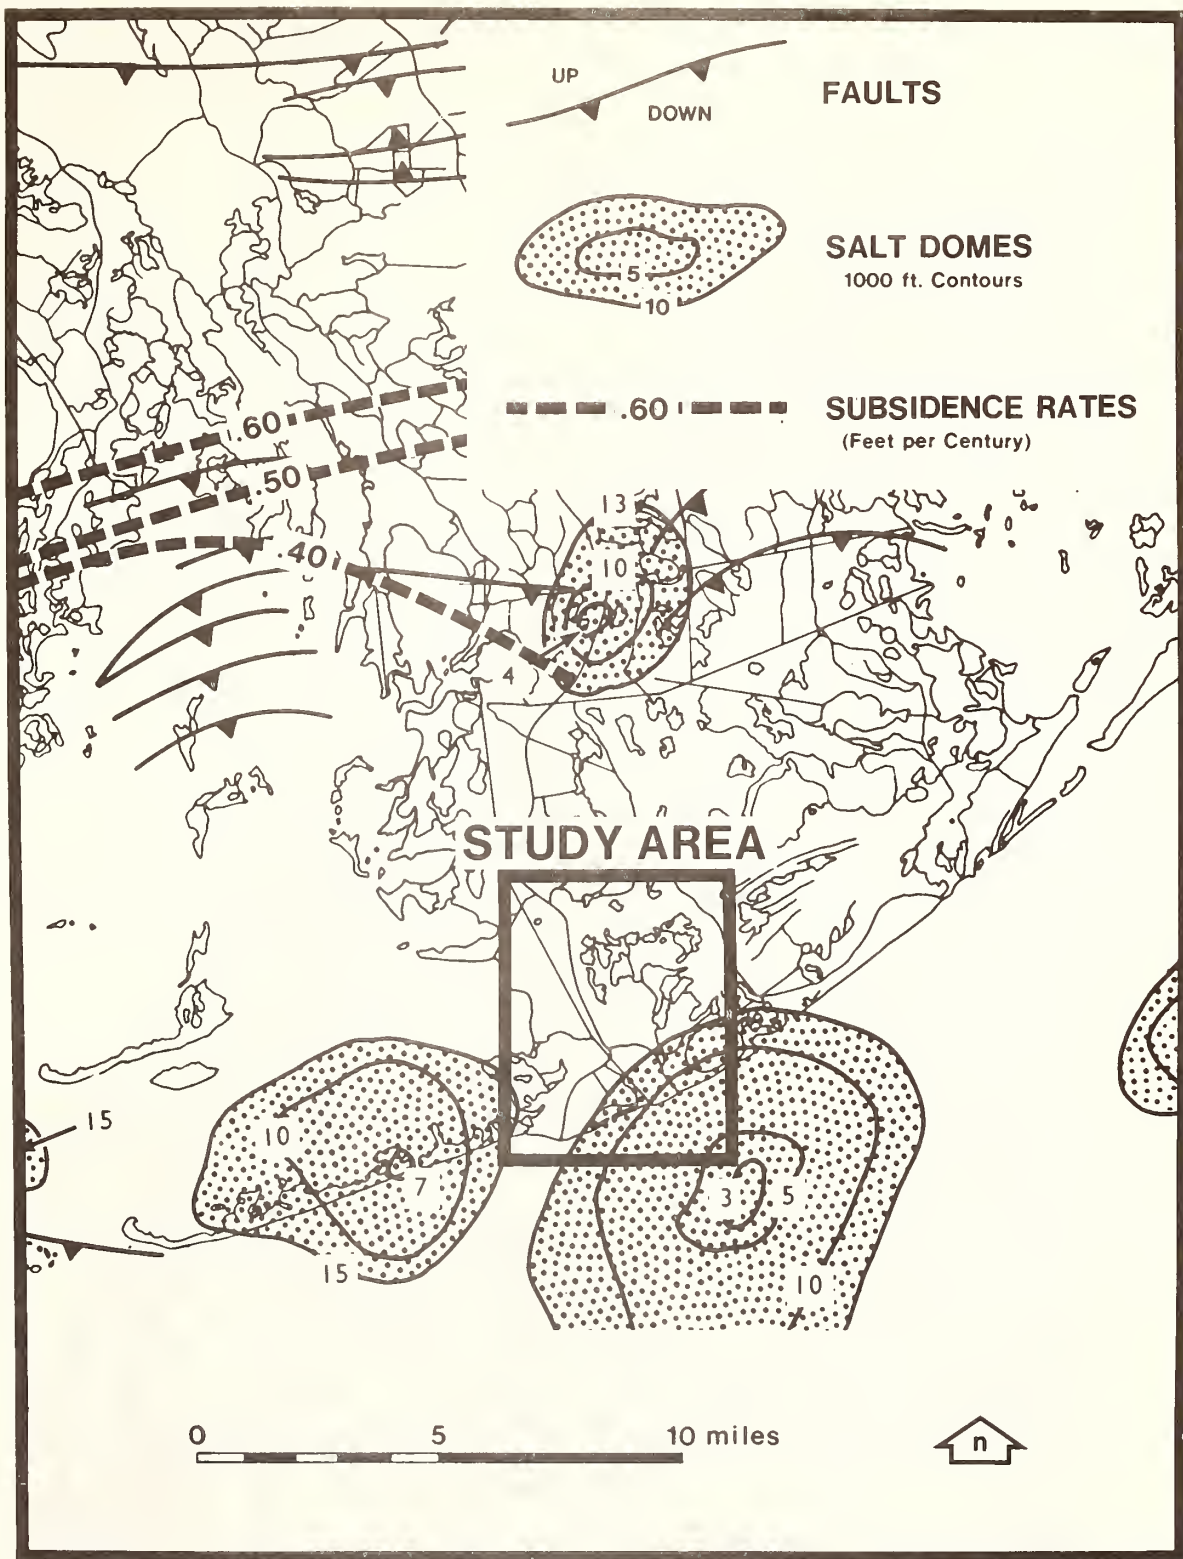 UP
DOWN
FAULTS
SALT DOMES
1000 ft. Contours
5
10
.60
SUBSIDENCE RATES
(Feet per Century)
.60
.50
.40
13
10
4
STUDY AREA
15
10
7
15
3
5
10
0 5 10 miles
n